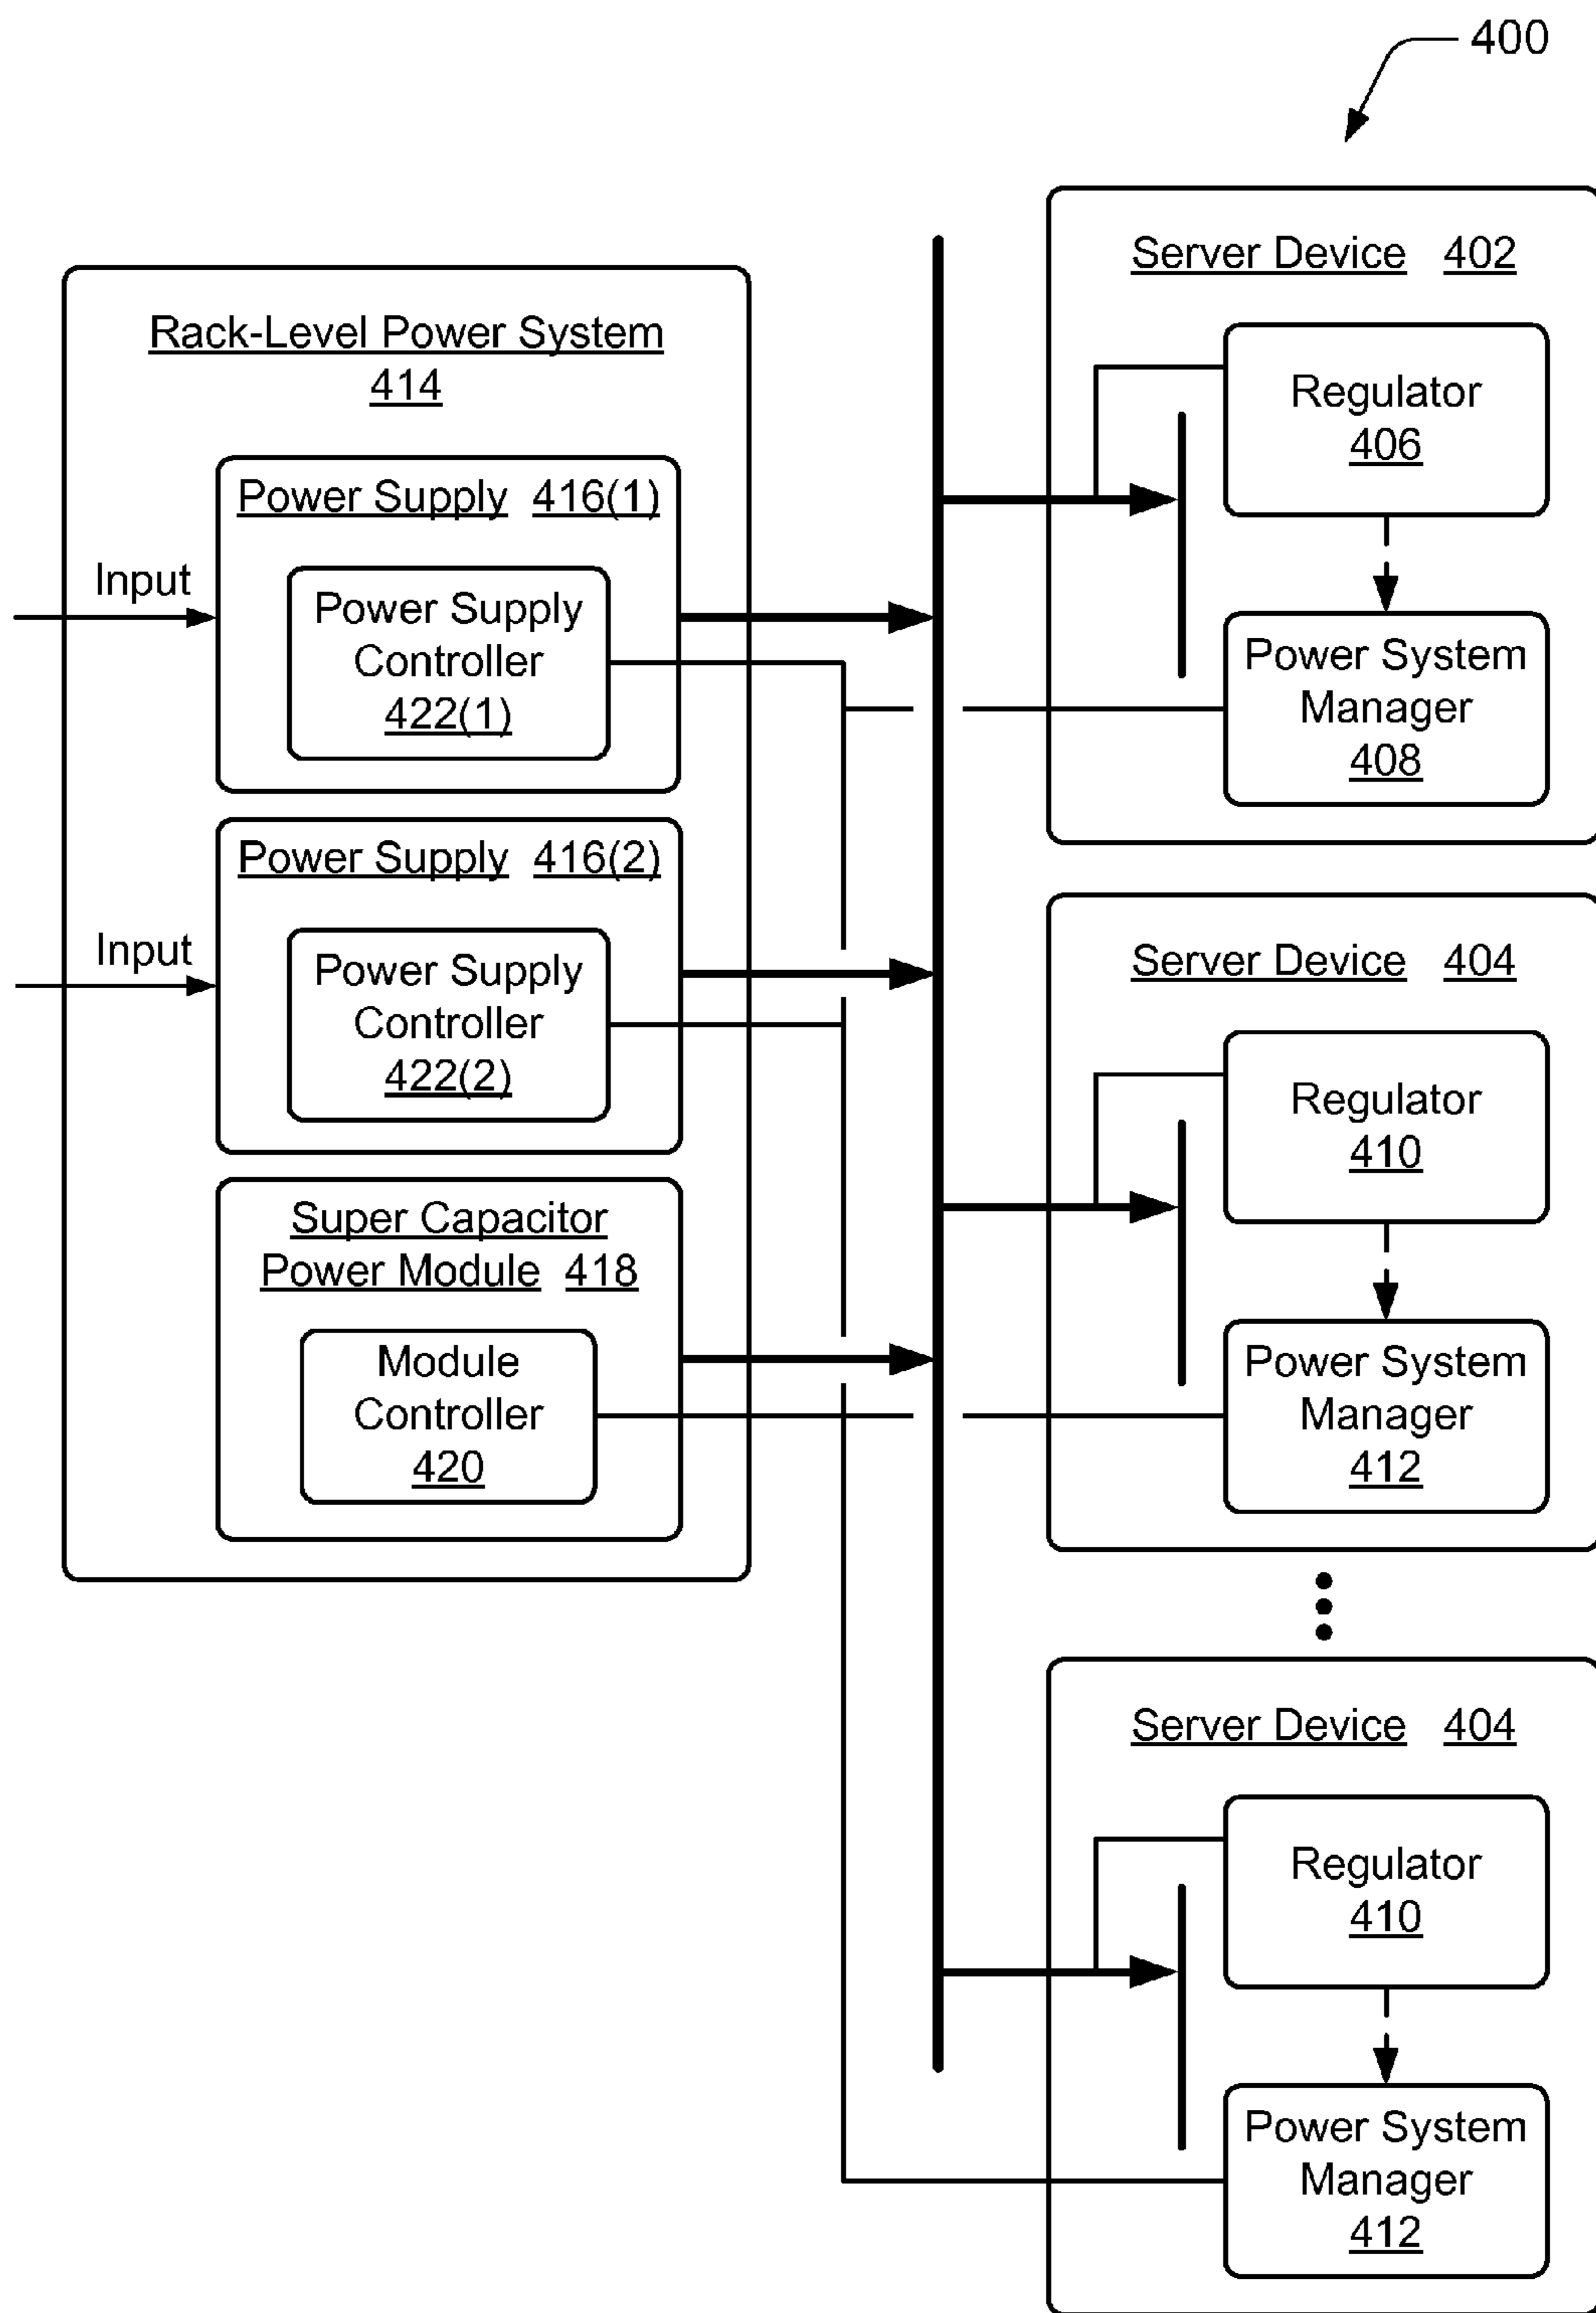 400
Rack-Level Power System
414
Power Supply 416(1)
Input
Power Supply
Controller
422(1)
Power Supply 416(2)
Input
Power Supply
Controller
422(2)
Super Capacitor
Power Module 418
Module
Controller
420
Server Device 402
Regulator
406
Power System
Manager
408
Server Device 404
Regulator
410
Power System
Manager
412
Server Device 404
Regulator
410
Power System
Manager
412